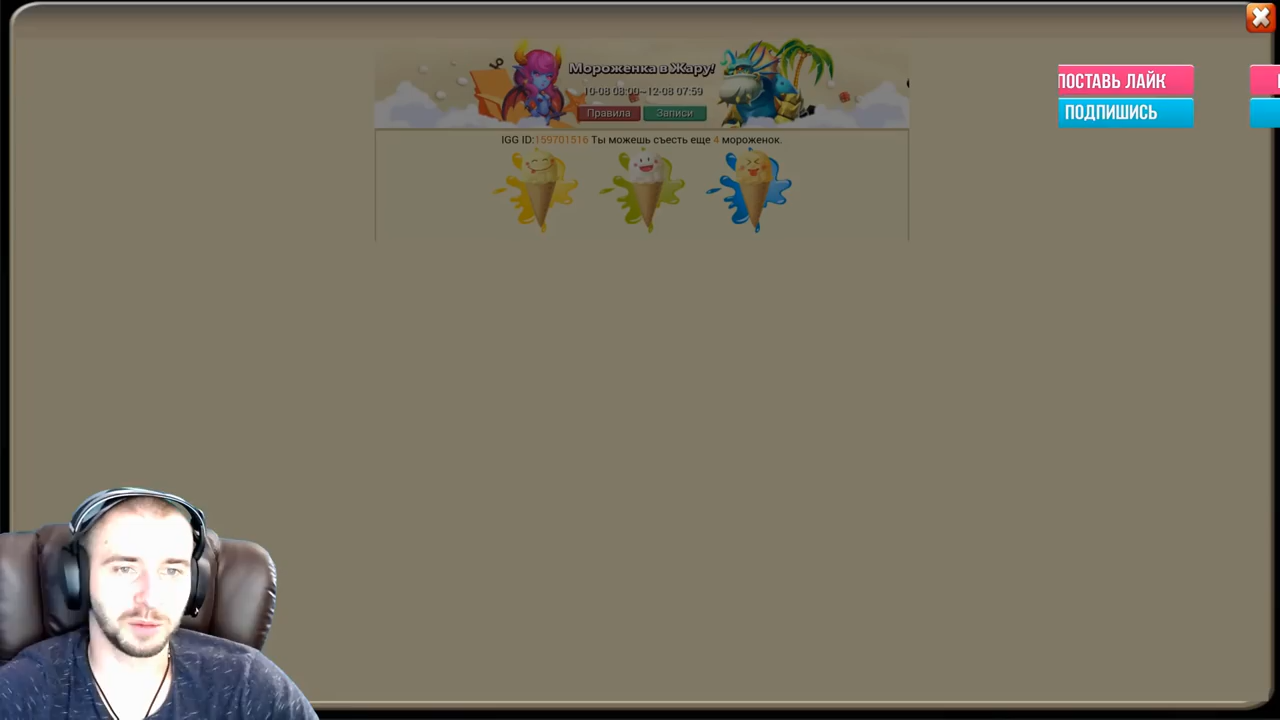 Мороженка в Жару!
10-08 08:00~12-08 07:59
Правила Записи
IGG ID:159701516 Ты можешь съесть еще 4 мороженок.
ПОСТАВЬ ЛАЙК
ПОДПИШИСЬ